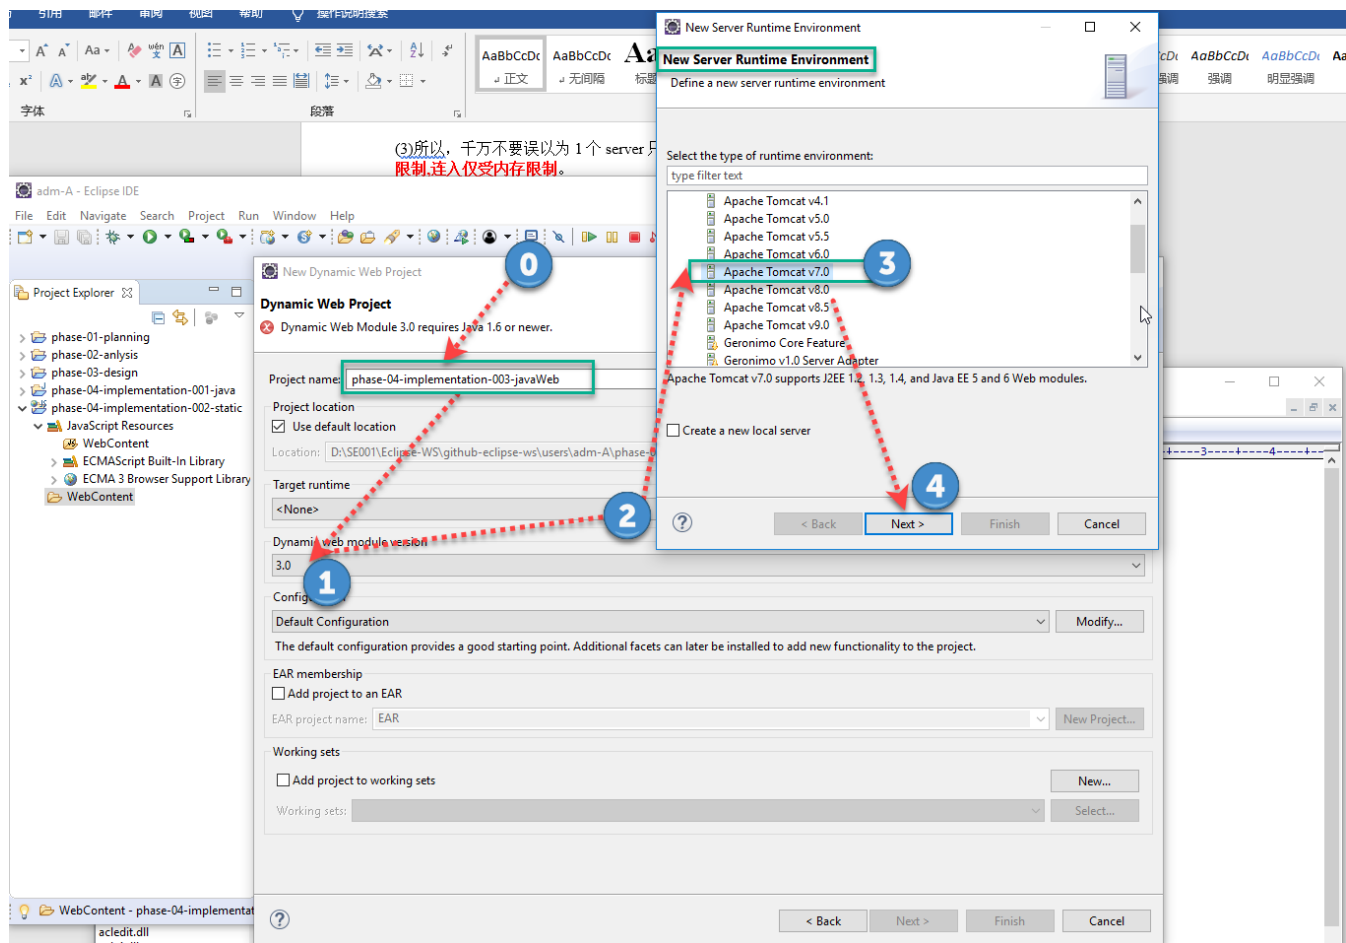 引用 邮件 审阅 视图 帮助 操作说明搜索
Aa
wén
A
AaBbCcDc AaBbCcDc
正文 无间隔 标题
AaBbCcDc AaBbCcDc
强调 明显强调
字体 段落
(3)所以，千万不要误以为 1 个 server 只
限制,连入仅受内存限制。
adm-A - Eclipse IDE
File Edit Navigate Search Project Run Window Help
Project Explorer
phase-01-planning
phase-02-anlysis
phase-03-design
phase-04-implementation-001-java
phase-04-implementation-002-static
JavaScript Resources
WebContent
ECMAScript Built-In Library
ECMA 3 Browser Support Library
WebContent
WebContent - phase-04-implementat
acledit.dll
New Dynamic Web Project
Dynamic Web Project
Dynamic Web Module 3.0 requires Java 1.6 or newer.
Project name: phase-04-implementation-003-javaWeb
Project location
Use default location
Location: D:\SE001\Eclipse-WS\github-eclipse-ws\users\adm-A\phase-0
Target runtime
<None>
Dynamic web module version
3.0
Configuration
Default Configuration
Modify...
The default configuration provides a good starting point. Additional facets can later be installed to add new functionality to the project.
EAR membership
Add project to an EAR
EAR project name: EAR
New Project...
Working sets
Add project to working sets
New...
Working sets:
Select...
< Back Next > Finish Cancel
New Server Runtime Environment
New Server Runtime Environment
Define a new server runtime environment
Select the type of runtime environment:
type filter text
Apache Tomcat v4.1
Apache Tomcat v5.0
Apache Tomcat v5.5
Apache Tomcat v6.0
Apache Tomcat v7.0
Apache Tomcat v8.0
Apache Tomcat v8.5
Apache Tomcat v9.0
Geronimo Core Feature
Geronimo v1.0 Server Adapter
Apache Tomcat v7.0 supports J2EE 1.2, 1.3, 1.4, and Java EE 5 and 6 Web modules.
Create a new local server
< Back Next > Finish Cancel
0
1
2
3
4
+----3----+----4----+--